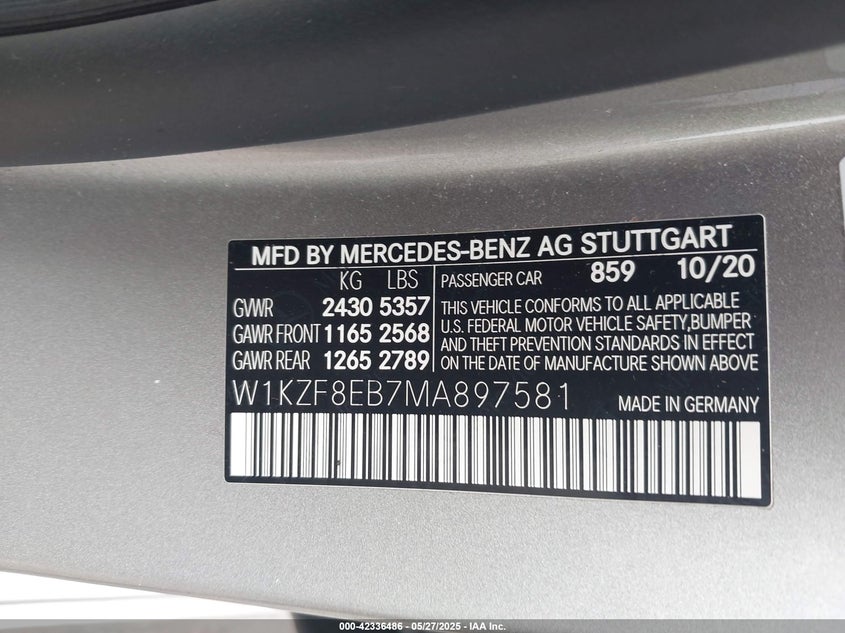 MFD BY MERCEDES-BENZ AG STUTTGART
KG LBS
GVWR 2430 5357
GAWR FRONT 1165 2568
GAWR REAR 1265 2789
PASSENGER CAR 859 10/20
THIS VEHICLE CONFORMS TO ALL APPLICABLE
U.S. FEDERAL MOTOR VEHICLE SAFETY,BUMPER
AND THEFT PREVENTION STANDARDS IN EFFECT
ON THE DATE OF MANUFACTURE SHOWN ABOVE
W1KZF8EB7MA897581 MADE IN GERMANY
000-42336486 - 05/27/2025 - IAA Inc.